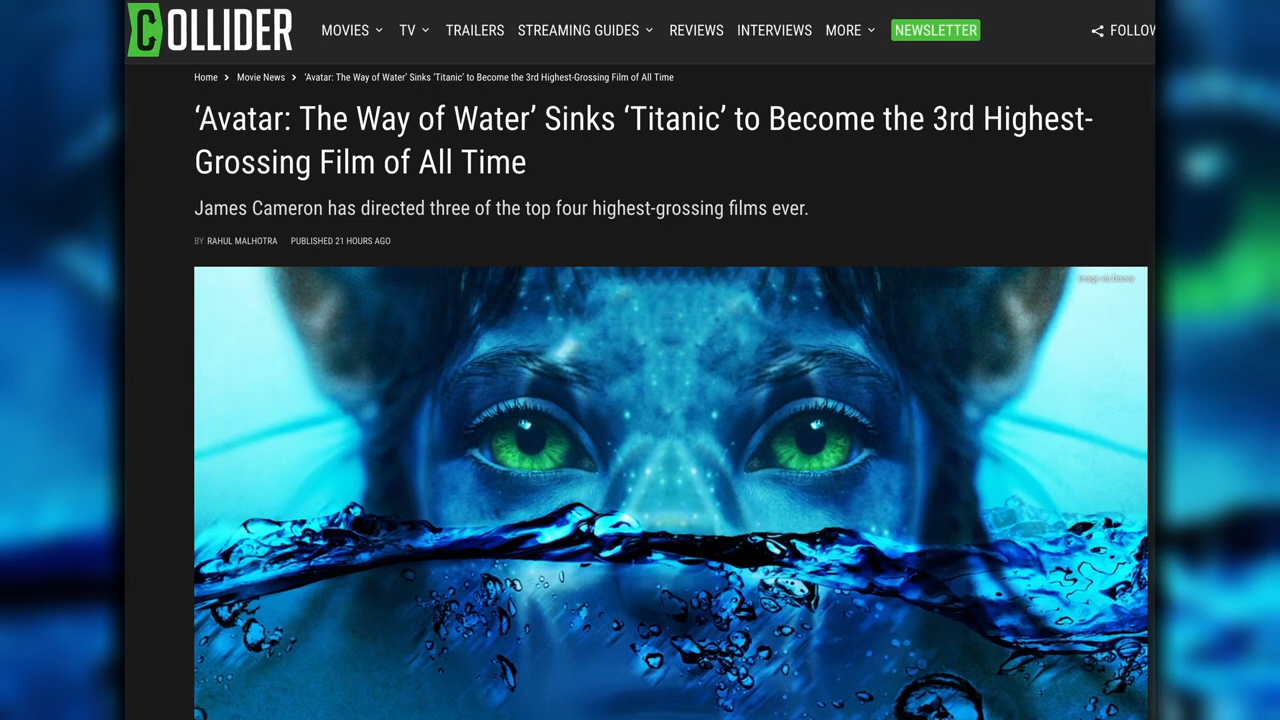 COLLIDER
MOVIES TV TRAILERS STREAMING GUIDES REVIEWS INTERVIEWS MORE NEWSLETTER FOLLOW
Home > Movie News > ‘Avatar: The Way of Water’ Sinks ‘Titanic’ to Become the 3rd Highest-Grossing Film of All Time
‘Avatar: The Way of Water’ Sinks ‘Titanic’ to Become the 3rd Highest-
Grossing Film of All Time
James Cameron has directed three of the top four highest-grossing films ever.
BY RAHUL MALHOTRA PUBLISHED 21 HOURS AGO
Image via Disney